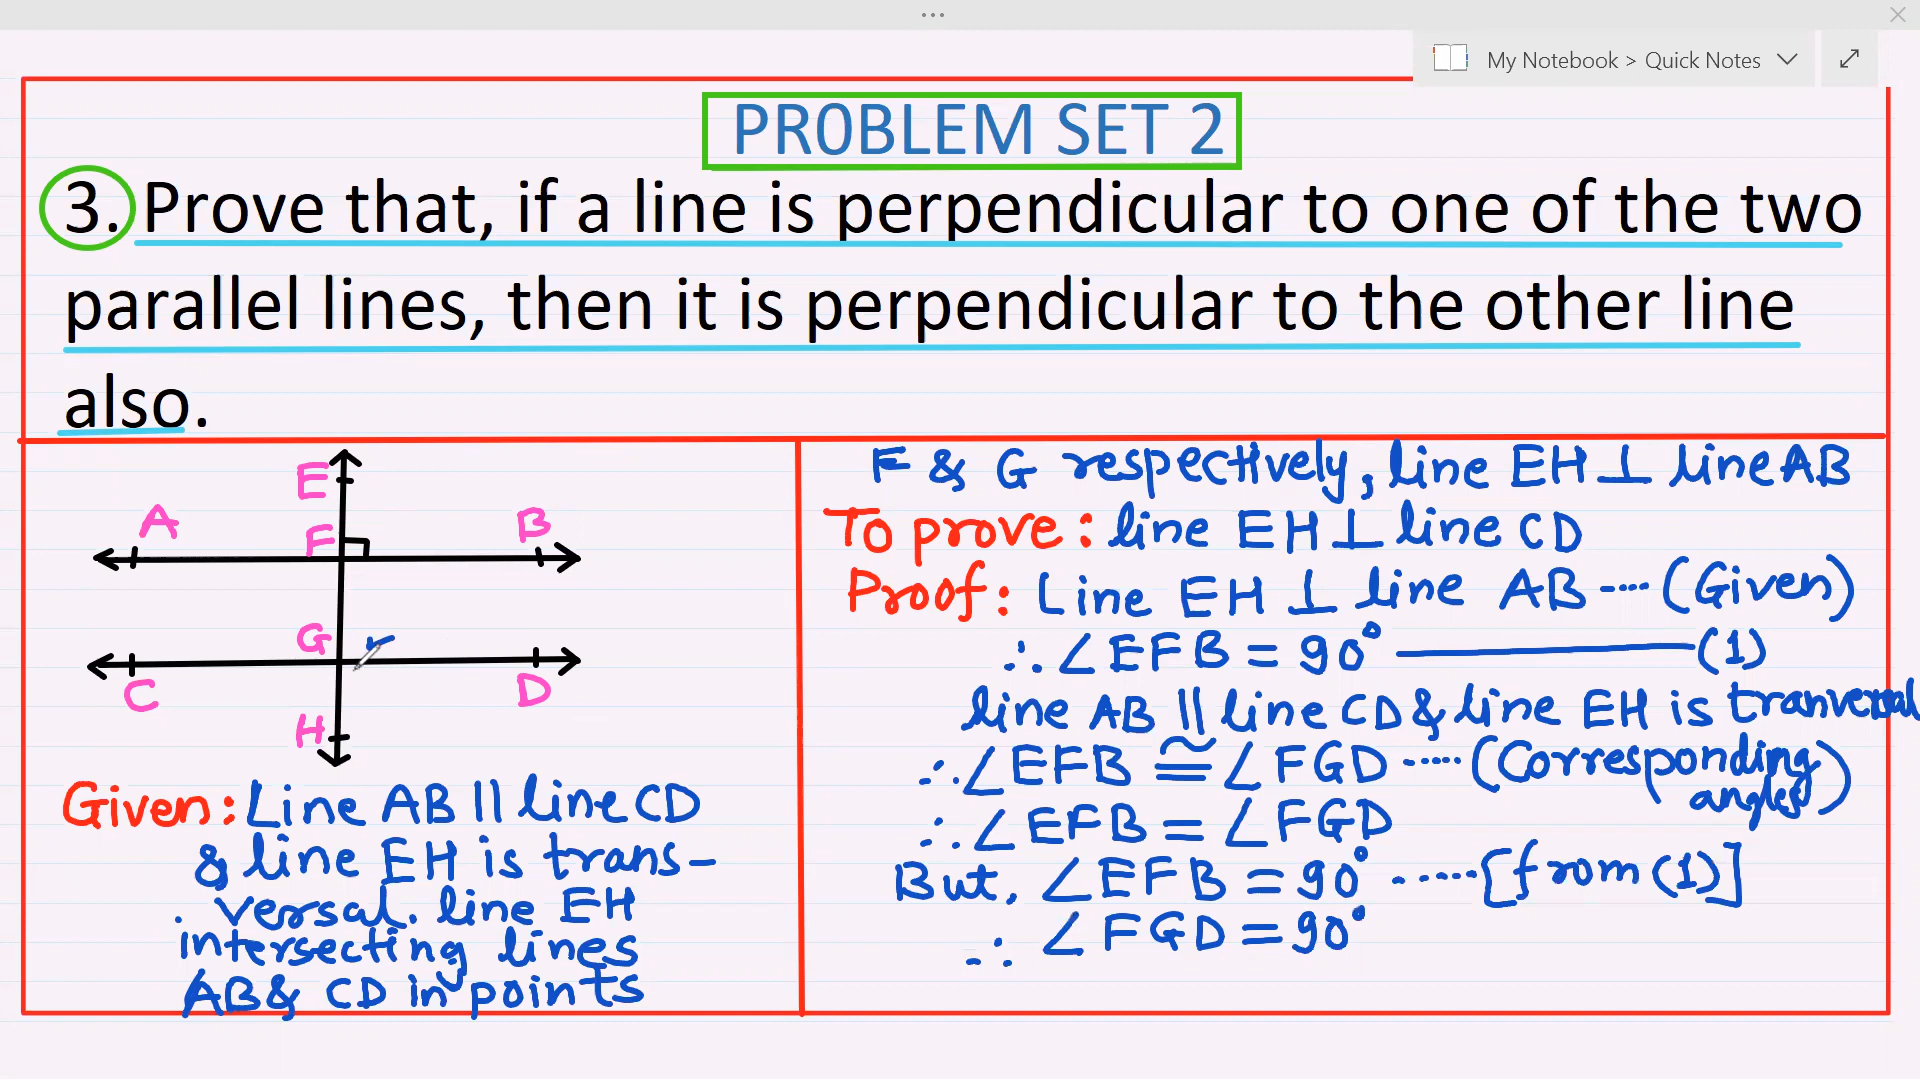 My Notebook > Quick Notes
PR0BLEM SET 2
3. Prove that, if a line is perpendicular to one of the two
parallel lines, then it is perpendicular to the other line
also.
E
A
F
B
G
C
D
H
Given: Line AB || line CD
& line EH is trans-
versal. line EH
intersecting lines
AB & CD in points
F & G respectively, line EH ⊥ line AB
To prove: line EH ⊥ line CD
Proof: Line EH ⊥ line AB ---- (Given)
∴ ∠EFB = 90° ———— (1)
line AB || line CD & line EH is tranversal
∴ ∠EFB ≅ ∠FGD ---- (Corresponding
angles)
∴ ∠EFB = ∠FGD
But, ∠EFB = 90° ----- [from (1)]
∴ ∠FGD = 90°